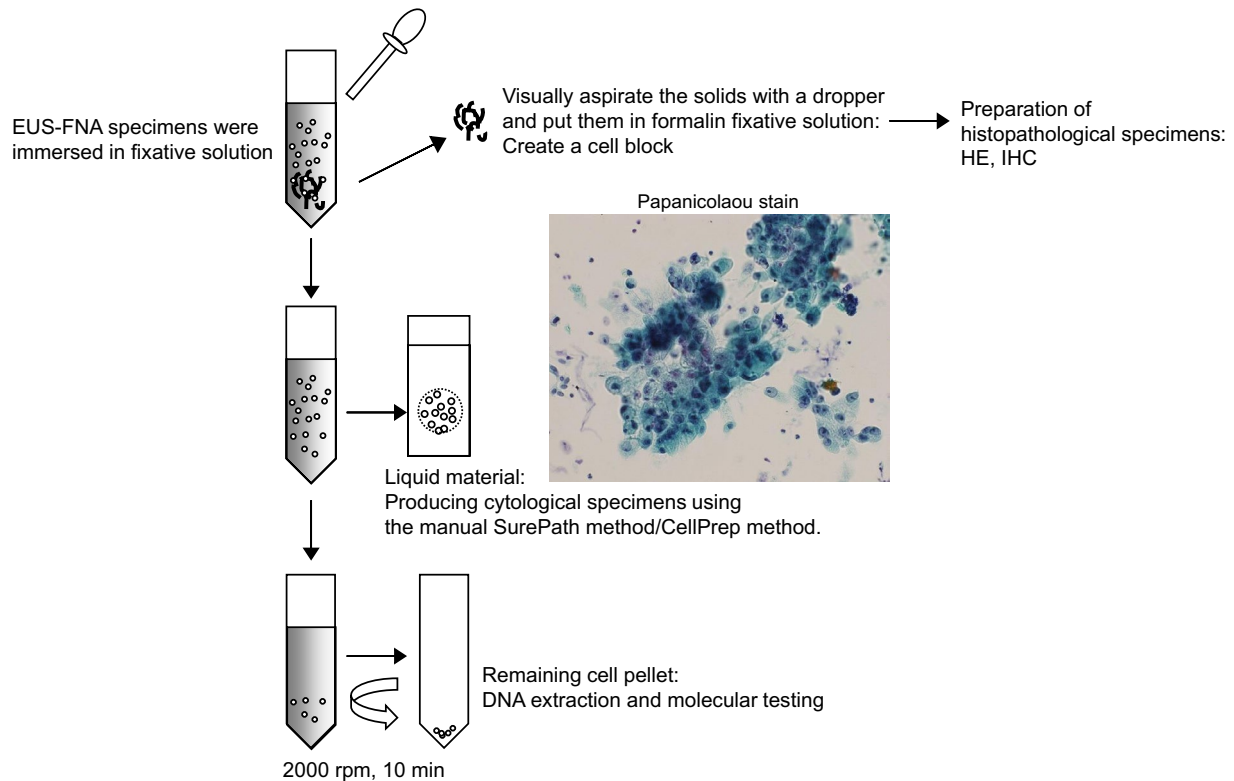 EUS-FNA specimens were
immersed in fixative solution
Visually aspirate the solids with a dropper
and put them in formalin fixative solution:
Create a cell block
Preparation of
histopathological specimens:
HE, IHC
Papanicolaou stain
Liquid material:
Producing cytological specimens using
the manual SurePath method/CellPrep method.
Remaining cell pellet:
DNA extraction and molecular testing
2000 rpm, 10 min